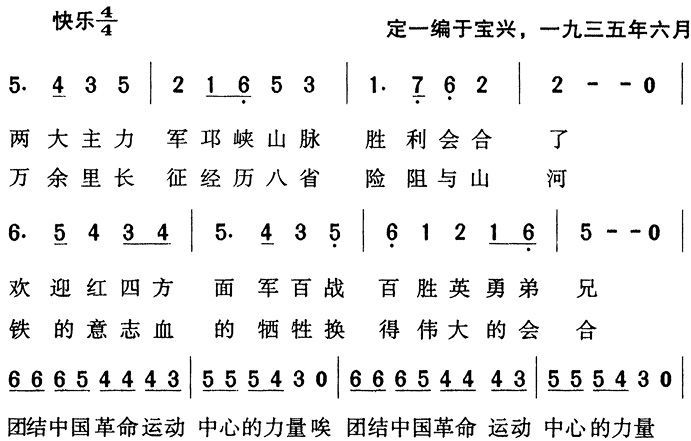 快乐4/4
定一编于宝兴，一九三五年六月
5. 4 3 5 | 2 1 6 5 3 | 1. 7 6 2 | 2 - - 0
两大主力 军邛峡山脉 胜利会合 了
万余里长 征经历八省 险阻与山 河
6. 5 4 3 4 | 5. 4 3 5 | 6 1 2 1 6 | 5 - - 0
欢迎红四方 面军百战 百胜英勇弟 兄
铁的意志血 的牺牲换 得伟大的会 合
6 6 6 5 4 4 4 3 | 5 5 5 4 3 0 | 6 6 6 5 4 4 4 3 | 5 5 5 4 3 0
团结中国革命运动 中心的力量唉 团结中国革命 运动 中心的力量